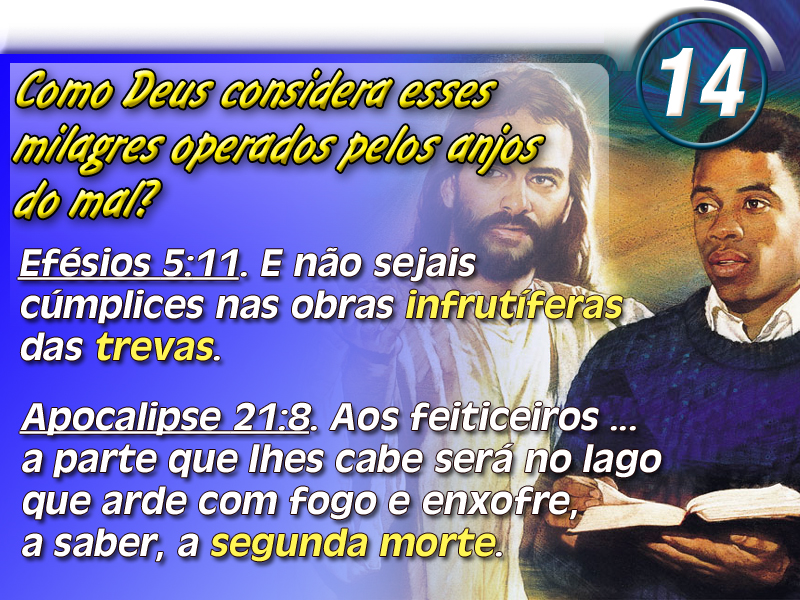 14
Como Deus considera esses
milagres operados pelos anjos
do mal?
Efésios 5:11. E não sejais
cúmplices nas obras infrutíferas
das trevas.
Apocalipse 21:8. Aos feiticeiros ...
a parte que lhes cabe será no lago
que arde com fogo e enxofre,
a saber, a segunda morte.